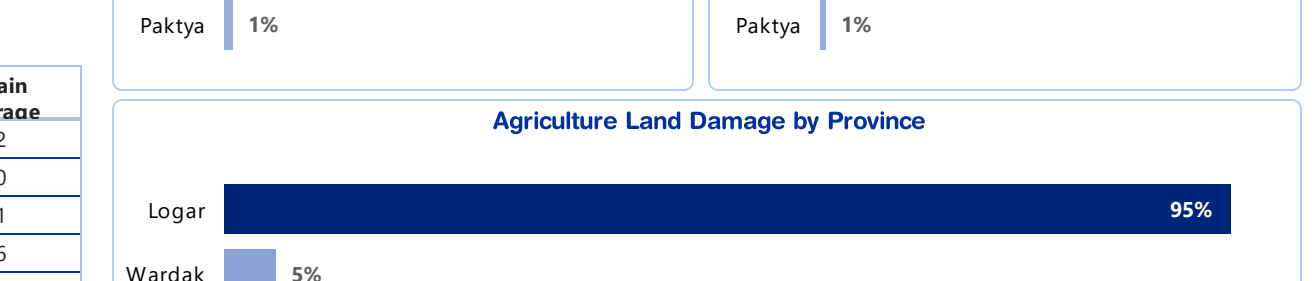 Paktya 1%
Paktya 1%
Agriculture Land Damage by Province
Logar 95%
Wardak 5%